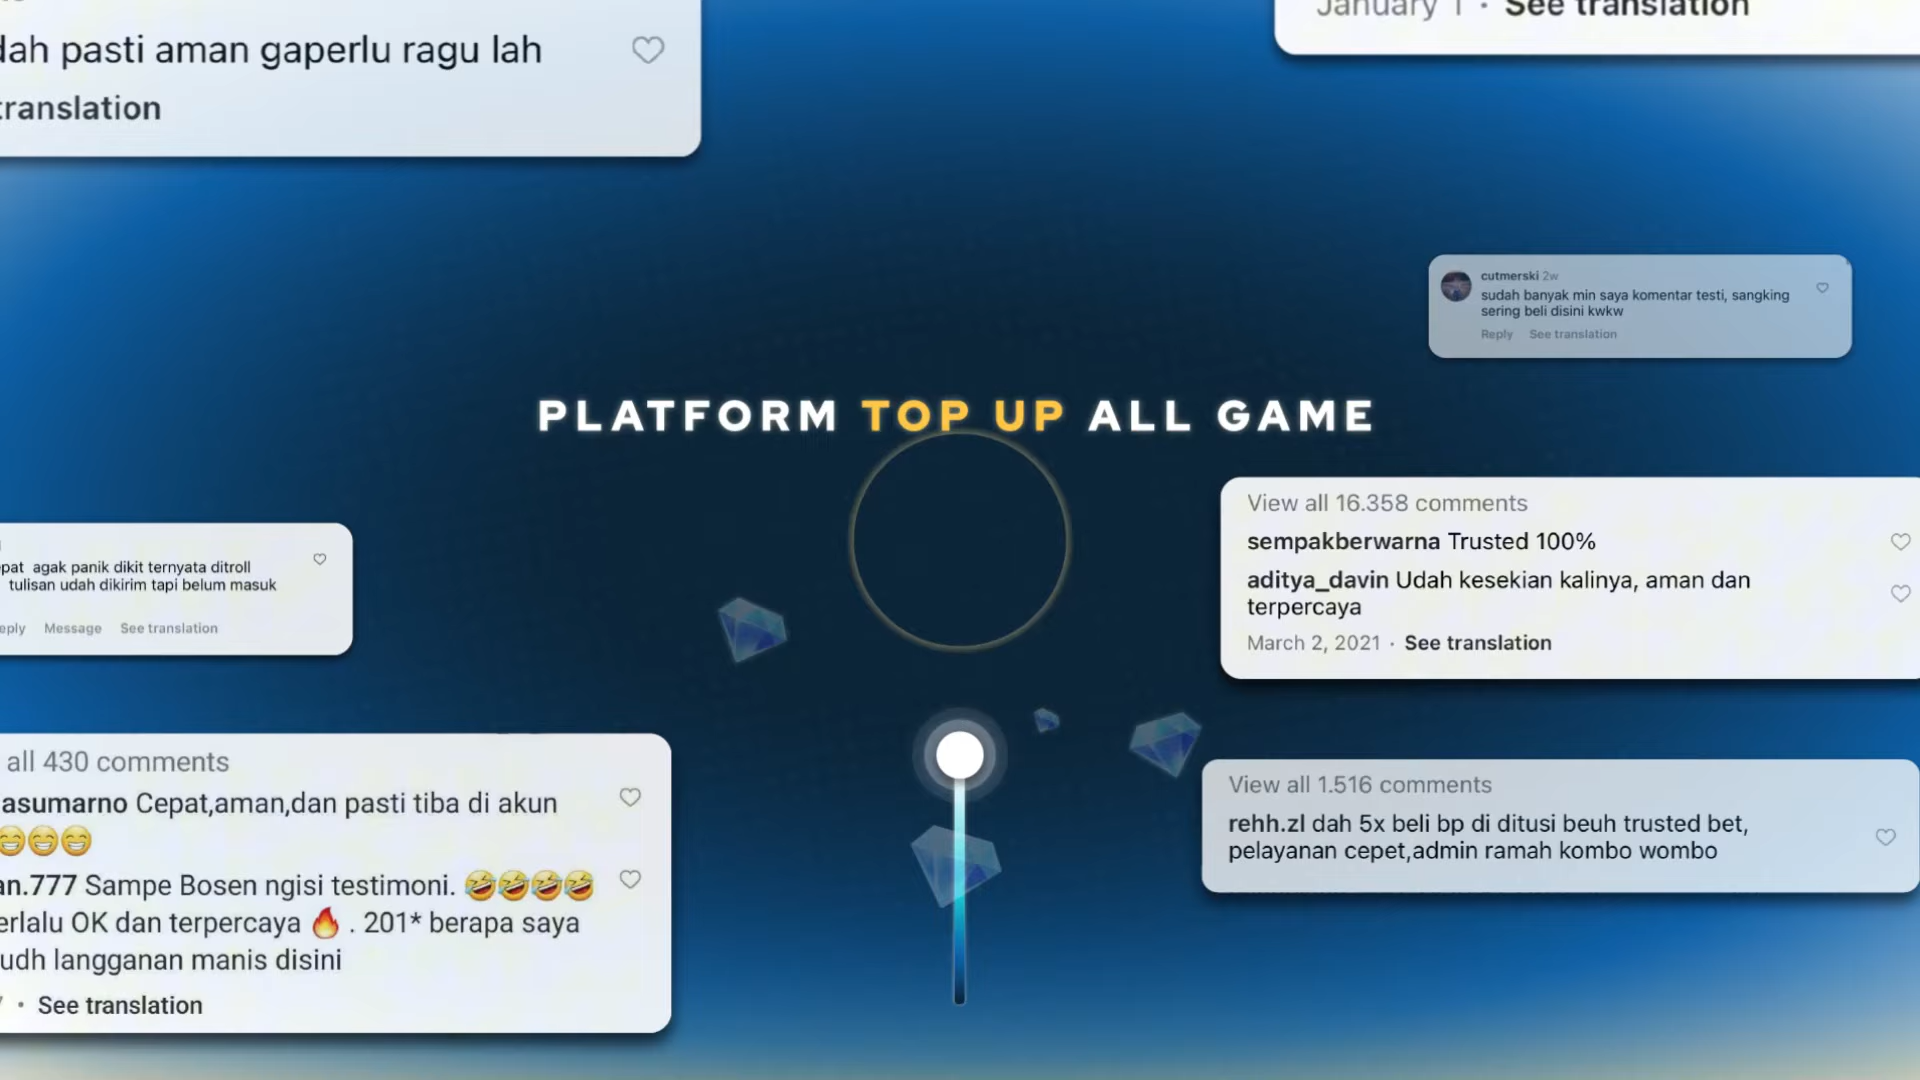 pasti aman gaperlu ragu lah
translation
January 1 · See translation
cutmerski 2w
sudah banyak min saya komentar testi, sangking
sering beli disini kwkw
Reply See translation
PLATFORM TOP UP ALL GAME
agak panik dikit ternyata ditroll
tulisan udah dikirim tapi belum masuk
Message See translation
View all 16.358 comments
sempakberwarna Trusted 100%
aditya_davin Udah kesekian kalinya, aman dan
terpercaya
March 2, 2021 · See translation
all 430 comments
asumarno Cepat,aman,dan pasti tiba di akun
😁😁😁
an.777 Sampe Bosen ngisi testimoni. 🤣🤣🤣🤣
erlalu OK dan terpercaya 🔥 . 201* berapa saya
udh langganan manis disini
· See translation
View all 1.516 comments
rehh.zl dah 5x beli bp di ditusi beuh trusted bet,
pelayanan cepet,admin ramah kombo wombo